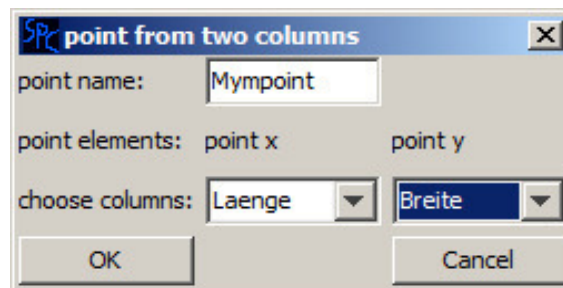 SPC point from two columns
point name: Mympoint
point elements: point x point y
choose columns: Laenge Breite
OK Cancel